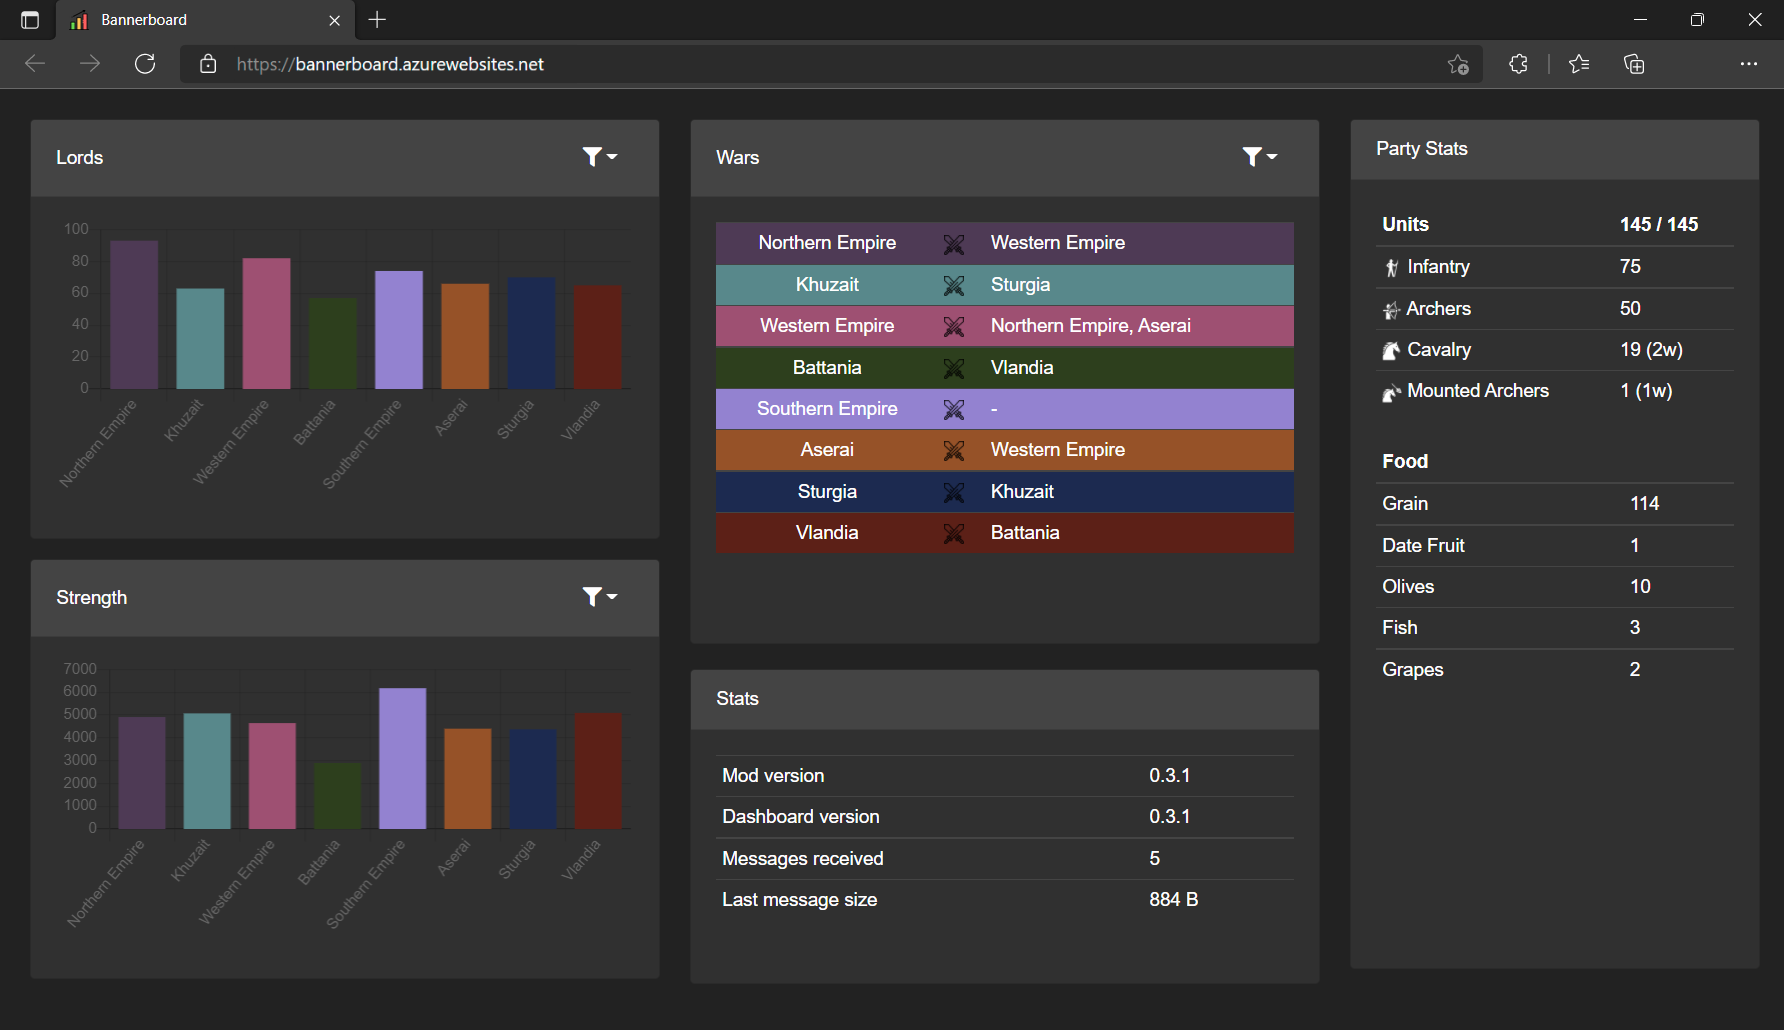 Bannerboard
https://bannerboard.azurewebsites.net
Lords
100
80
60
40
20
0
Northern Empire
Khuzait
Western Empire
Battania
Southern Empire
Aserai
Sturgia
Vlandia
Strength
7000
6000
5000
4000
3000
2000
1000
0
Northern Empire
Khuzait
Western Empire
Battania
Southern Empire
Aserai
Sturgia
Vlandia
Wars
Northern Empire Western Empire
Khuzait Sturgia
Western Empire Northern Empire, Aserai
Battania Vlandia
Southern Empire -
Aserai Western Empire
Sturgia Khuzait
Vlandia Battania
Stats
Mod version 0.3.1
Dashboard version 0.3.1
Messages received 5
Last message size 884 B
Party Stats
Units 145 / 145
Infantry 75
Archers 50
Cavalry 19 (2w)
Mounted Archers 1 (1w)
Food
Grain 114
Date Fruit 1
Olives 10
Fish 3
Grapes 2